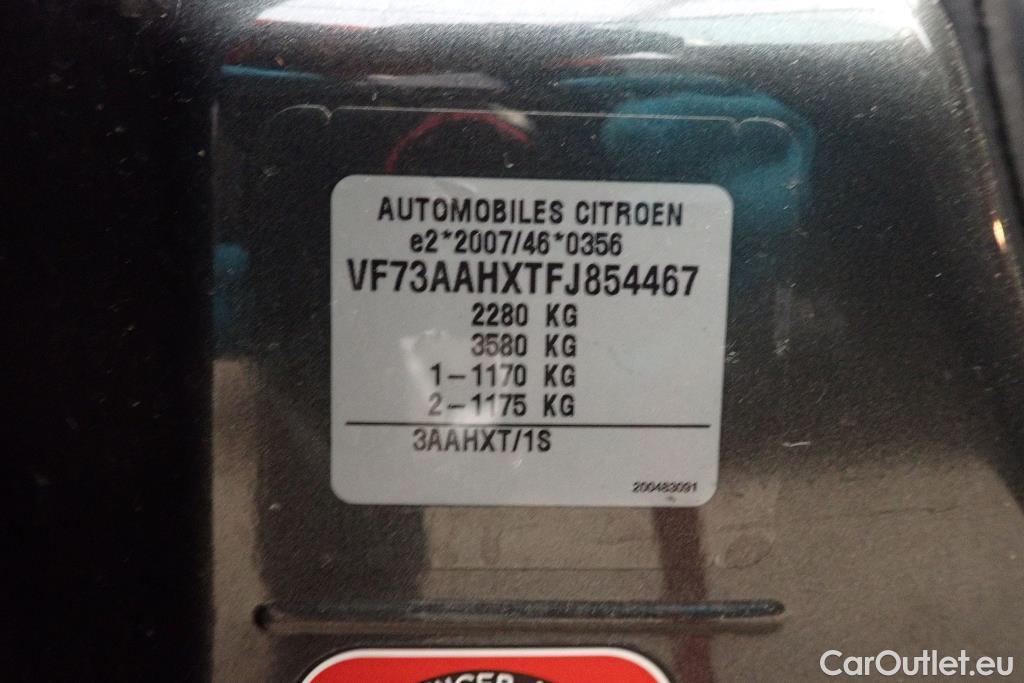 AUTOMOBILES CITROEN
e2*2007/46*0356
VF73AAHXTFJ854467
2280 KG
3580 KG
1-1170 KG
2-1175 KG
3AAHXT/1S
200483091
CarOutlet.eu